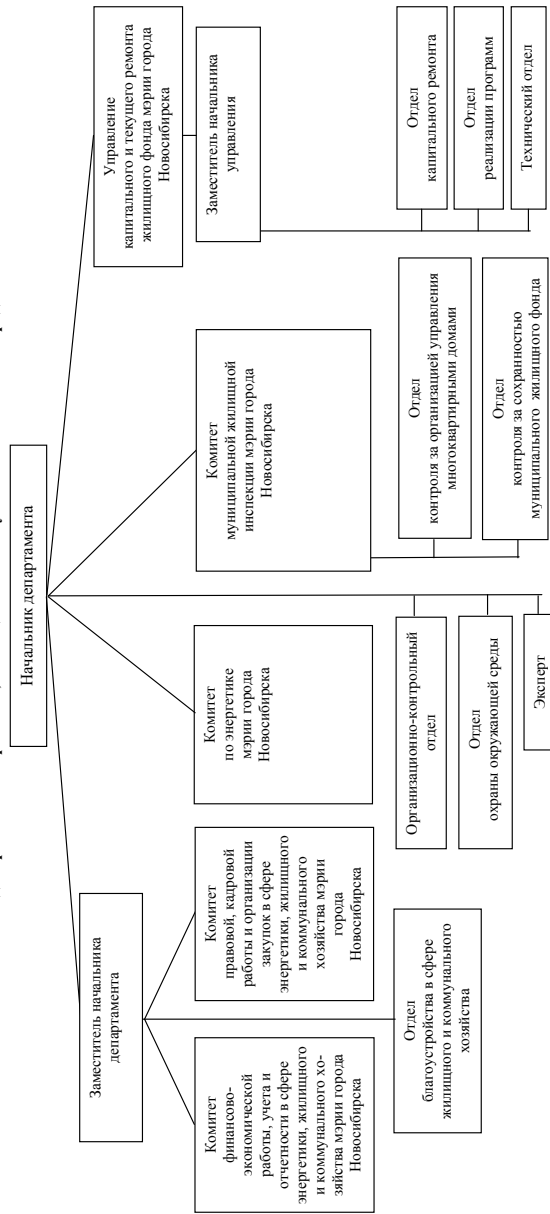 Начальник департамента
Заместитель начальника
департамента
Управление
капитального и текущего ремонта
жилищного фонда мэрии города
Новосибирска
Комитет
финансово-
экономической
работы, учета и
отчетности в сфере
энергетики, жилищного
и коммунального хо-
зяйства мэрии города
Новосибирска
Комитет
правовой, кадровой
работы и организации
закупок в сфере
энергетики, жилищного
и коммунального
хозяйства мэрии
города
Новосибирска
Комитет
по энергетике
мэрии города
Новосибирска
Комитет
муниципальной жилищной
инспекции мэрии города
Новосибирска
Заместитель начальника
управления
Отдел
благоустройства в сфере
жилищного и коммунального
хозяйства
Организационно-контрольный
отдел
Отдел
охраны окружающей среды
Эксперт
Отдел
контроля за организацией управления
многоквартирными домами
Отдел
контроля за сохранностью
муниципального жилищного фонда
Отдел
капитального ремонта
Отдел
реализации программ
Технический отдел